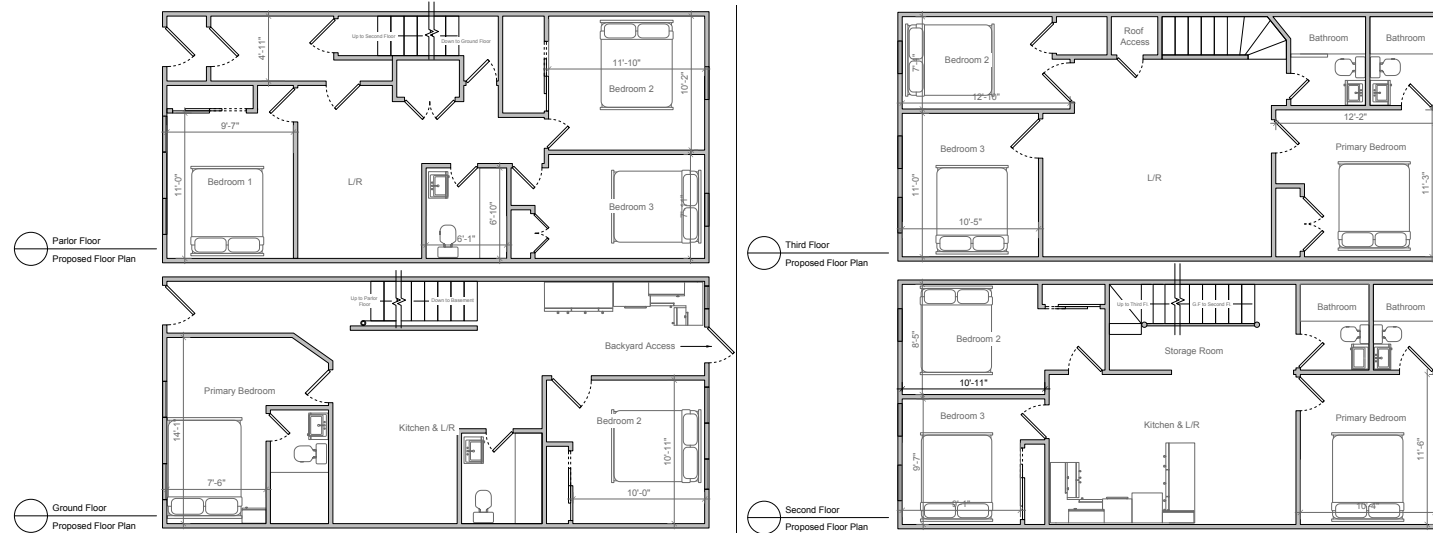 Up to Second Floor
Down to Ground Floor
4'-11"
11'-10"
Bedroom 2
10'-2"
9'-7"
Bedroom 1
11'-0"
L/R
6'-10"
6'-1"
Bedroom 3
7'-11"
Parlor Floor
Proposed Floor Plan
Up to Parlor
Floor
Down to Basement
Backyard Access
Primary Bedroom
14'-1"
7'-6"
Kitchen & L/R
Bedroom 2
10'-11"
10'-0"
Ground Floor
Proposed Floor Plan
Bedroom 2
12'-10"
Roof
Access
Bathroom
Bathroom
12'-2"
Bedroom 3
11'-0"
10'-5"
L/R
Primary Bedroom
11'-3"
Third Floor
Proposed Floor Plan
Up to Third Fl.
G.F to Second Fl.
Bathroom
Bathroom
8'-5"
Bedroom 2
10'-11"
Storage Room
Bedroom 3
9'-7"
Kitchen & L/R
Primary Bedroom
11'-6"
10'-4"
Second Floor
Proposed Floor Plan